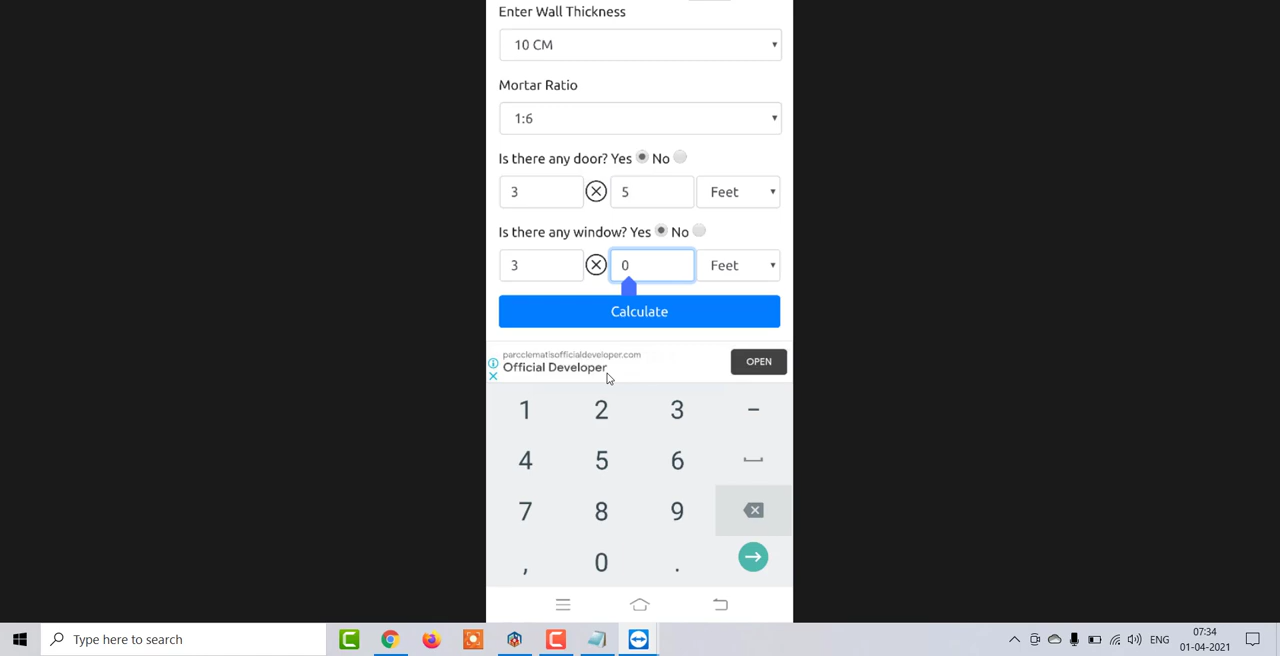 Enter Wall Thickness
10 CM
Mortar Ratio
1:6
Is there any door? Yes No
3 5 Feet
Is there any window? Yes No
3 0 Feet
Calculate
parcclematisofficialdeveloper.com
Official Developer
OPEN
1 2 3 -
4 5 6
7 8 9
, 0 .
Type here to search
ENG
07:34
01-04-2021